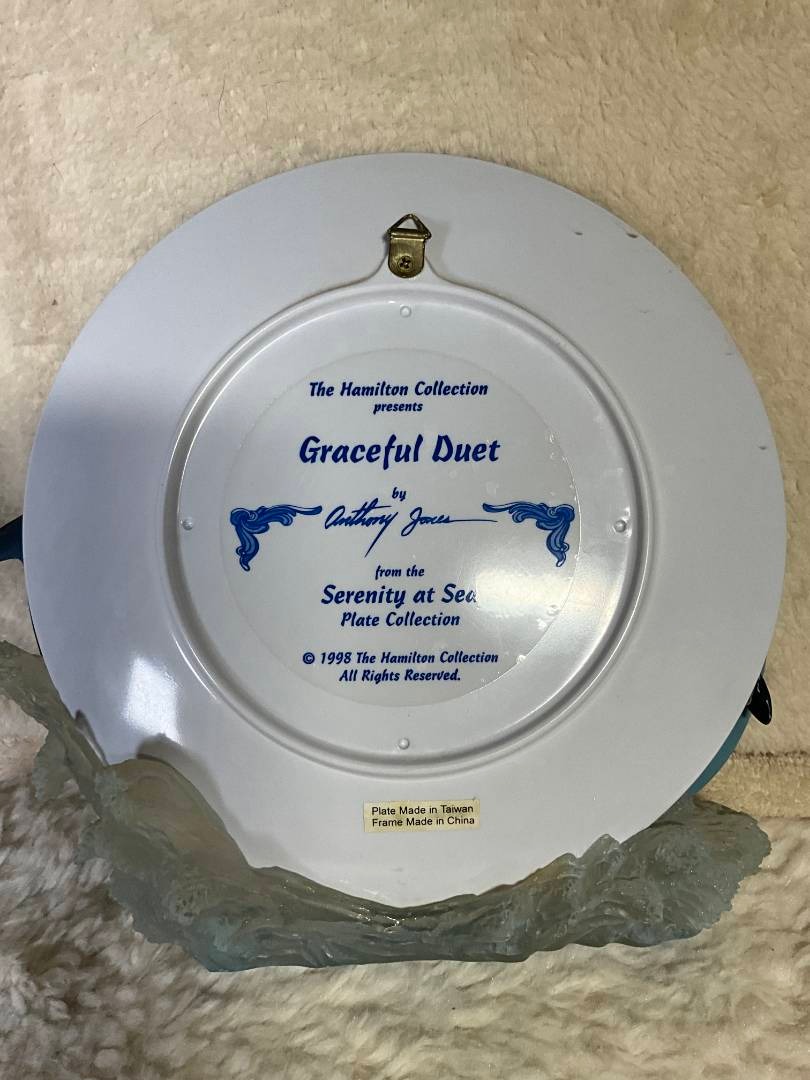 The Hamilton Collection
presents
Graceful Duet
by
Anthony Jones
from the
Serenity at Sea
Plate Collection
© 1998 The Hamilton Collection
All Rights Reserved.
Plate Made in Taiwan
Frame Made in China